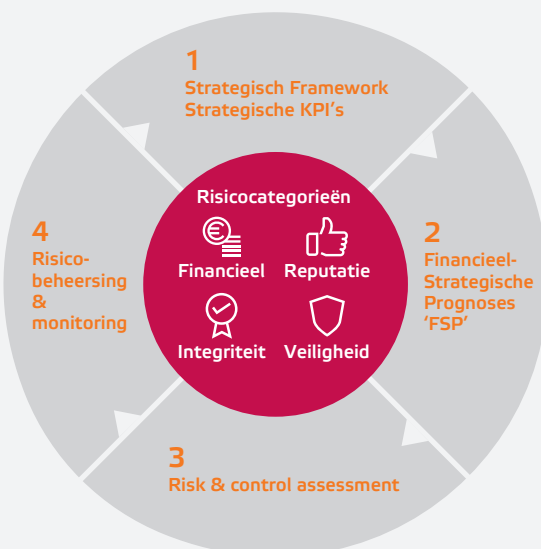 1
Strategisch Framework
Strategische KPI's
2
Financieel-
Strategische
Prognoses
‘FSP’
3
Risk & control assessment
4
Risico-
beheersing
&
monitoring
Risicocategorieën
€
Financieel Reputatie
Integriteit Veiligheid